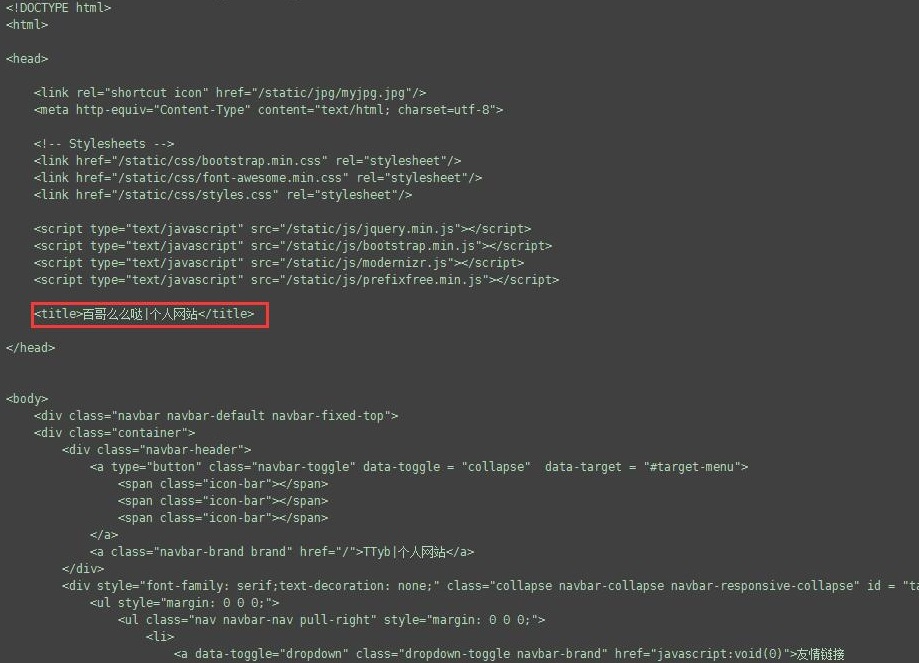 <!DOCTYPE html>
<html>
<head>
<link rel="shortcut icon" href="/static/jpg/myjpg.jpg"/>
<meta http-equiv="Content-Type" content="text/html; charset=utf-8">
<!-- Stylesheets -->
<link href="/static/css/bootstrap.min.css" rel="stylesheet"/>
<link href="/static/css/font-awesome.min.css" rel="stylesheet"/>
<link href="/static/css/styles.css" rel="stylesheet"/>
<script type="text/javascript" src="/static/js/jquery.min.js"></script>
<script type="text/javascript" src="/static/js/bootstrap.min.js"></script>
<script type="text/javascript" src="/static/js/modernizr.js"></script>
<script type="text/javascript" src="/static/js/prefixfree.min.js"></script>
<title>百哥么么哒|个人网站</title>
</head>
<body>
<div class="navbar navbar-default navbar-fixed-top">
<div class="container">
<div class="navbar-header">
<a type="button" class="navbar-toggle" data-toggle = "collapse"  data-target = "#target-menu">
<span class="icon-bar"></span>
<span class="icon-bar"></span>
<span class="icon-bar"></span>
</a>
<a class="navbar-brand brand" href="/">TTyb|个人网站</a>
</div>
<div style="font-family: serif;text-decoration: none;" class="collapse navbar-collapse navbar-responsive-collapse" id = "ta
<ul style="margin: 0 0 0;">
<ul class="nav navbar-nav pull-right" style="margin: 0 0 0;">
<li>
<a data-toggle="dropdown" class="dropdown-toggle navbar-brand" href="javascript:void(0)">友情链接